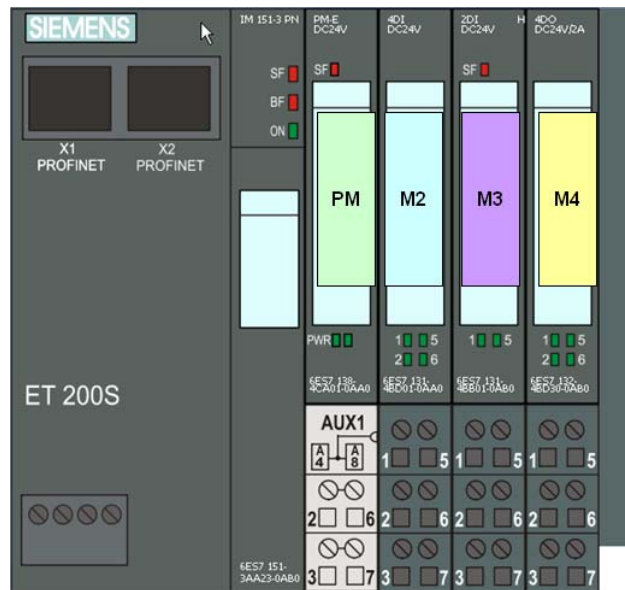 SIEMENS
IM 151-3 PN
PM-E
DC24V
4DI
DC24V
2DI H
DC24V
4DO
DC24V/2A
SF
BF
ON
SF
SF
X1
PROFINET
X2
PROFINET
PM
M2
M3
M4
PWR
1 5
2 6
1 5
1 5
2 6
6ES7 138-
4CA01-0AA0
6ES7 131-
4BD01-0AA0
6ES7 131-
4BB01-0AB0
6ES7 132-
4BD30-0AB0
ET 200S
AUX1
A
4
A
8
1 5
1 5
1 5
2 6
2 6
2 6
2 6
3 7
3 7
3 7
3 7
6ES7 151-
3AA23-0AB0